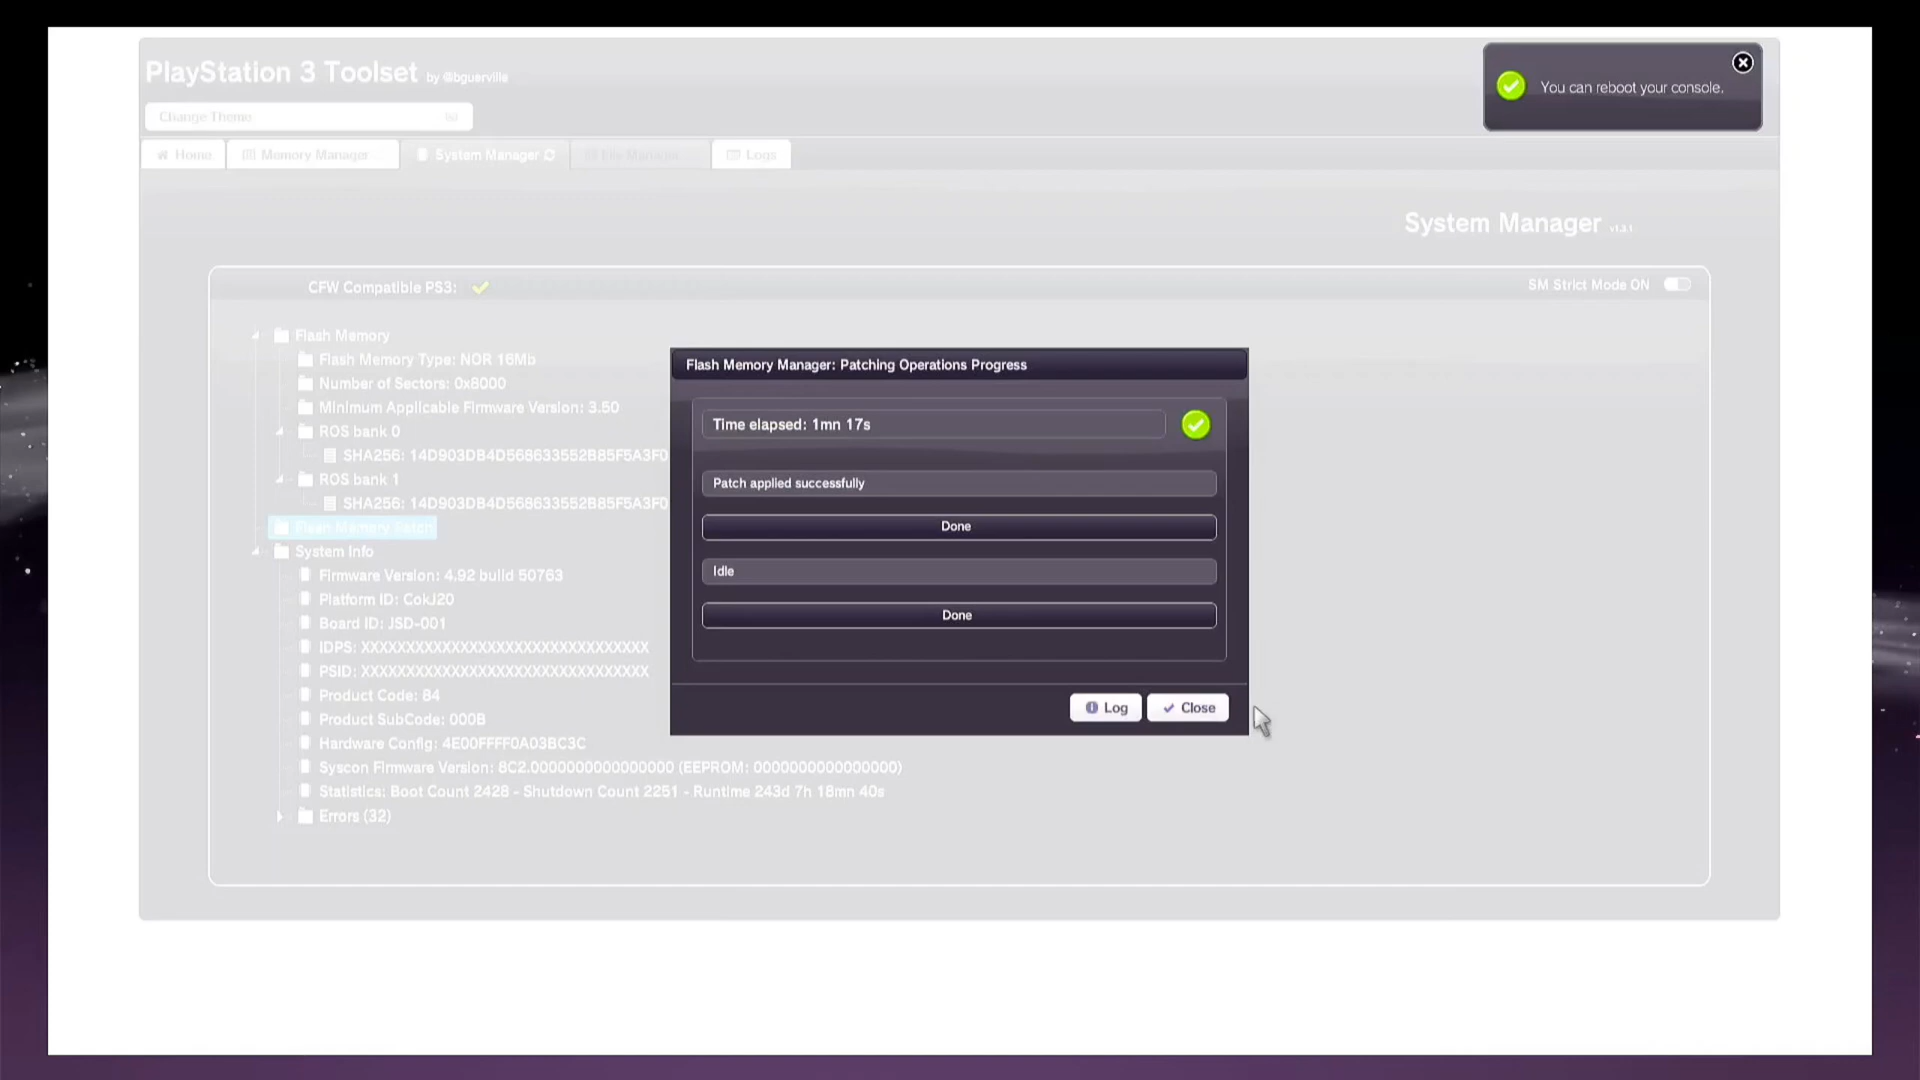 PlayStation 3 Toolset by @bguerville
You can reboot your console.
Change Theme
Home
Memory Manager
System Manager
File Manager
Logs
System Manager v1.3.1
CFW Compatible PS3:
SM Strict Mode ON
Flash Memory
Flash Memory Type: NOR 16Mb
Number of Sectors: 0x8000
Minimum Applicable Firmware Version: 3.50
ROS bank 0
SHA256: 14D903DB4D568633552B85F5A3F0
ROS bank 1
SHA256: 14D903DB4D568633552B85F5A3F0
Flash Memory Patch
System Info
Firmware Version: 4.92 build 50763
Platform ID: CokJ20
Board ID: JSD-001
IDPS: XXXXXXXXXXXXXXXXXXXXXXXXXXXXXXXX
PSID: XXXXXXXXXXXXXXXXXXXXXXXXXXXXXXXX
Product Code: 84
Product SubCode: 000B
Hardware Config: 4E00FFFF0A03BC3C
Syscon Firmware Version: 8C2.0000000000000000 (EEPROM: 0000000000000000)
Statistics: Boot Count 2428 - Shutdown Count 2251 - Runtime 243d 7h 18mn 40s
Errors (32)
Flash Memory Manager: Patching Operations Progress
Time elapsed: 1mn 17s
Patch applied successfully
Done
Idle
Done
Log
Close